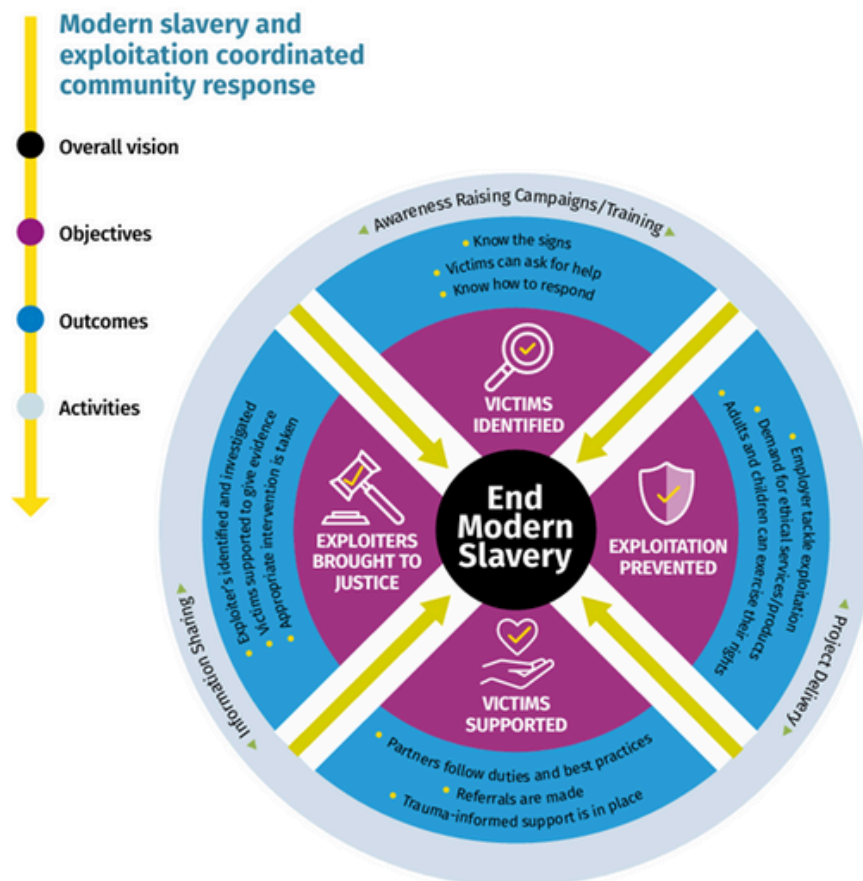 Modern slavery and
exploitation coordinated
community response
Overall vision
Objectives
Outcomes
Activities
Awareness Raising Campaigns/Training
Know the signs
Victims can ask for help
Know how to respond
VICTIMS
IDENTIFIED
Exploiter's identified and investigated
Victims supported to give evidence
Appropriate intervention is taken
EXPLOITERS
BROUGHT TO
JUSTICE
End
Modern
Slavery
EXPLOITATION
PREVENTED
Employer tackle exploitation
Demand for ethical services/products
Adults and children can exercise their rights
VICTIMS
SUPPORTED
Partners follow duties and best practices
Referrals are made
Trauma-informed support is in place
Information Sharing
Project Delivery